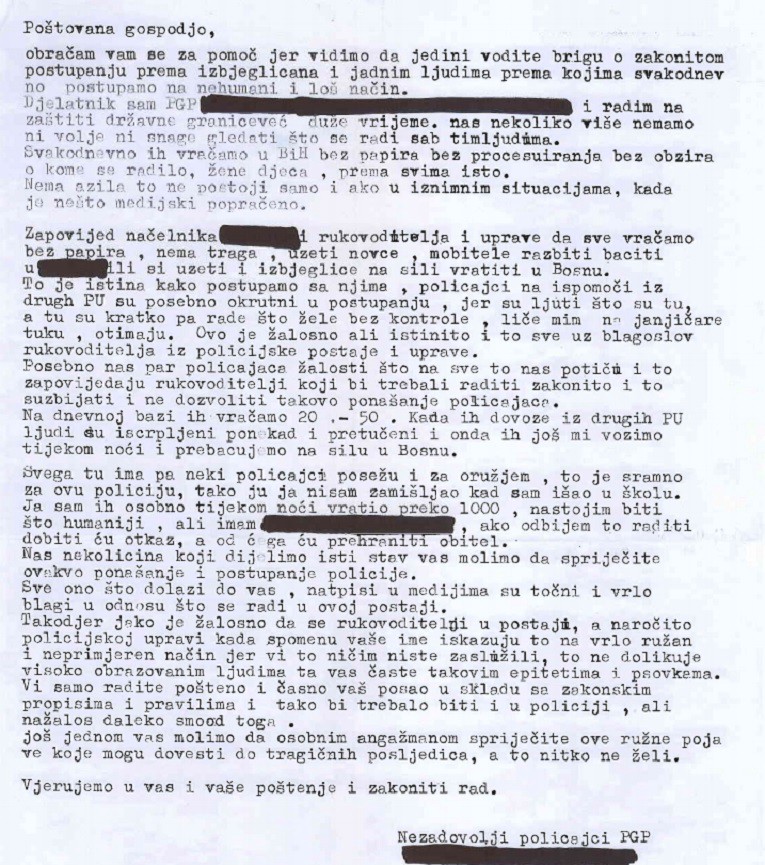 Poštovana gospodjo,
obračam vam se za pomoč jer vidimo da jedini vodite brigu o zakonitom
postupanju prema izbjeglicana i jadnim ljudima prema kojima svakodnev
no postupamo na nehumani i loš način.
Djelatnik sam PGP i radim na
zaštiti državne graniceveć duže vrijeme. nas nekoliko više nemamo
ni volje ni snage gledati što se radi sab timljudima.
Svakodnevno ih vračamo u BiH bez papira bez procesuiranja bez obzira
o kome se radilo, žene djeca , prema svima isto.
Nema azila to ne postoji samo i ako u iznimnim situacijama, kada
je nešto medijski popračeno.
Zapovijed načelnika i rukovoditelja i uprave da sve vračamo
bez papira , nema traga , uzeti novce , mobitele razbiti baciti
u ili si uzeti i izbjeglice na sili vratiti u Bosnu.
To je istina kako postupamo sa njima , policajci na ispomoči iz
drugh PU su posebno okrutni u postupanju , jer su ljuti što su tu,
a tu su kratko pa rade što žele bez kontrole , liče mim na janjičare
tuku , otimaju. Ovo je žalosno ali istinito i to sve uz blagoslov
rukovoditelja iz policijske postaje i uprave.
Posebno nas par policajaca žalosti što na sve to nas potiču i to
zapovijedaju rukovoditelji koji bi trebali raditi zakonito i to
suzbijati i ne dozvoliti takovo ponašanje policajaca.
Na dnevnoj bazi ih vračamo 20 .- 50 . Kada ih dovoze iz drugih PU
ljudi su iscrpljeni ponekad i pretučeni i onda ih još mi vozimo
tijekom noći i prebacujemo na silu u Bosnu.
Svega tu ima pa neki policajci posežu i za oružjem , to je sramno
za ovu policiju, tako ju ja nisam zamišljao kad sam išao u školu.
Ja sam ih osobno tijekom noći vratio preko 1000 , nastojim biti
što humaniji , ali imam , ako odbijem to raditi
dobiti ću otkaz, a od čega ću prehraniti obitel.
Nas nekolicina koji dijelimo isti stav vas molimo da spriječite
ovakvo ponašanje i postupanje policije.
Sve ono što dolazi do vas , natpisi u medijima su točni i vrlo
blagi u odnosu što se radi u ovoj postaji.
Takodjer jako je žalosno da se rukovoditelji u postaji, a naročito
policijskoj upravi kada spomenu vaše ime iskazuju to na vrlo ružan
i neprimjeren način jer vi to ničim niste zaslužili, to ne dolikuje
visoko obrazovanim ljudima ta vas časte takovim epitetima i psovkama.
Vi samo radite pošteno i časno vaš posao u skladu sa zakonskim
propisima i pravilima i tako bi trebalo biti i u policiji , ali
nažalos daleko smood toga .
još jednom vas molimo da osobnim angažmanom spriječite ove ružne poja
ve koje mogu dovesti do tragičnih posljedica, a to nitko ne želi.
Vjerujemo u vas i vaše poštenje i zakoniti rad.
Nezadovolji policajci PGP